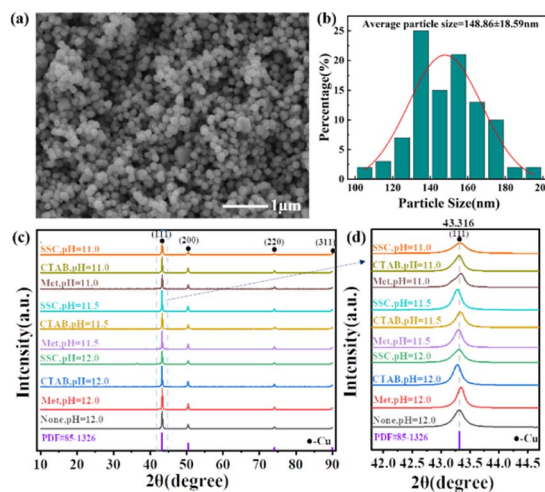 (a)
1μm
(b)
Average particle size=148.86±18.59nm
Percentage(%)
25
20
15
10
5
0
100 120 140 160 180 200
Particle Size(nm)
(c)
(111)
(200)
(220)
(311)
SSC,pH=11.0
CTAB,pH=11.0
Met,pH=11.0
SSC,pH=11.5
CTAB,pH=11.5
Met,pH=11.5
SSC,pH=12.0
CTAB,pH=12.0
Met,pH=12.0
None,pH=12.0
PDF#85-1326
●-Cu
Intensity(a.u.)
10 20 30 40 50 60 70 80 90
2θ(degree)
(d)
43.316
(111)
SSC,pH=11.0
CTAB,pH=11.0
Met,pH=11.0
SSC,pH=11.5
CTAB,pH=11.5
Met,pH=11.5
SSC,pH=12.0
CTAB,pH=12.0
Met,pH=12.0
None,pH=12.0
PDF#85-1326
●-Cu
Intensity(a.u.)
42.0 42.5 43.0 43.5 44.0 44.5
2θ(degree)